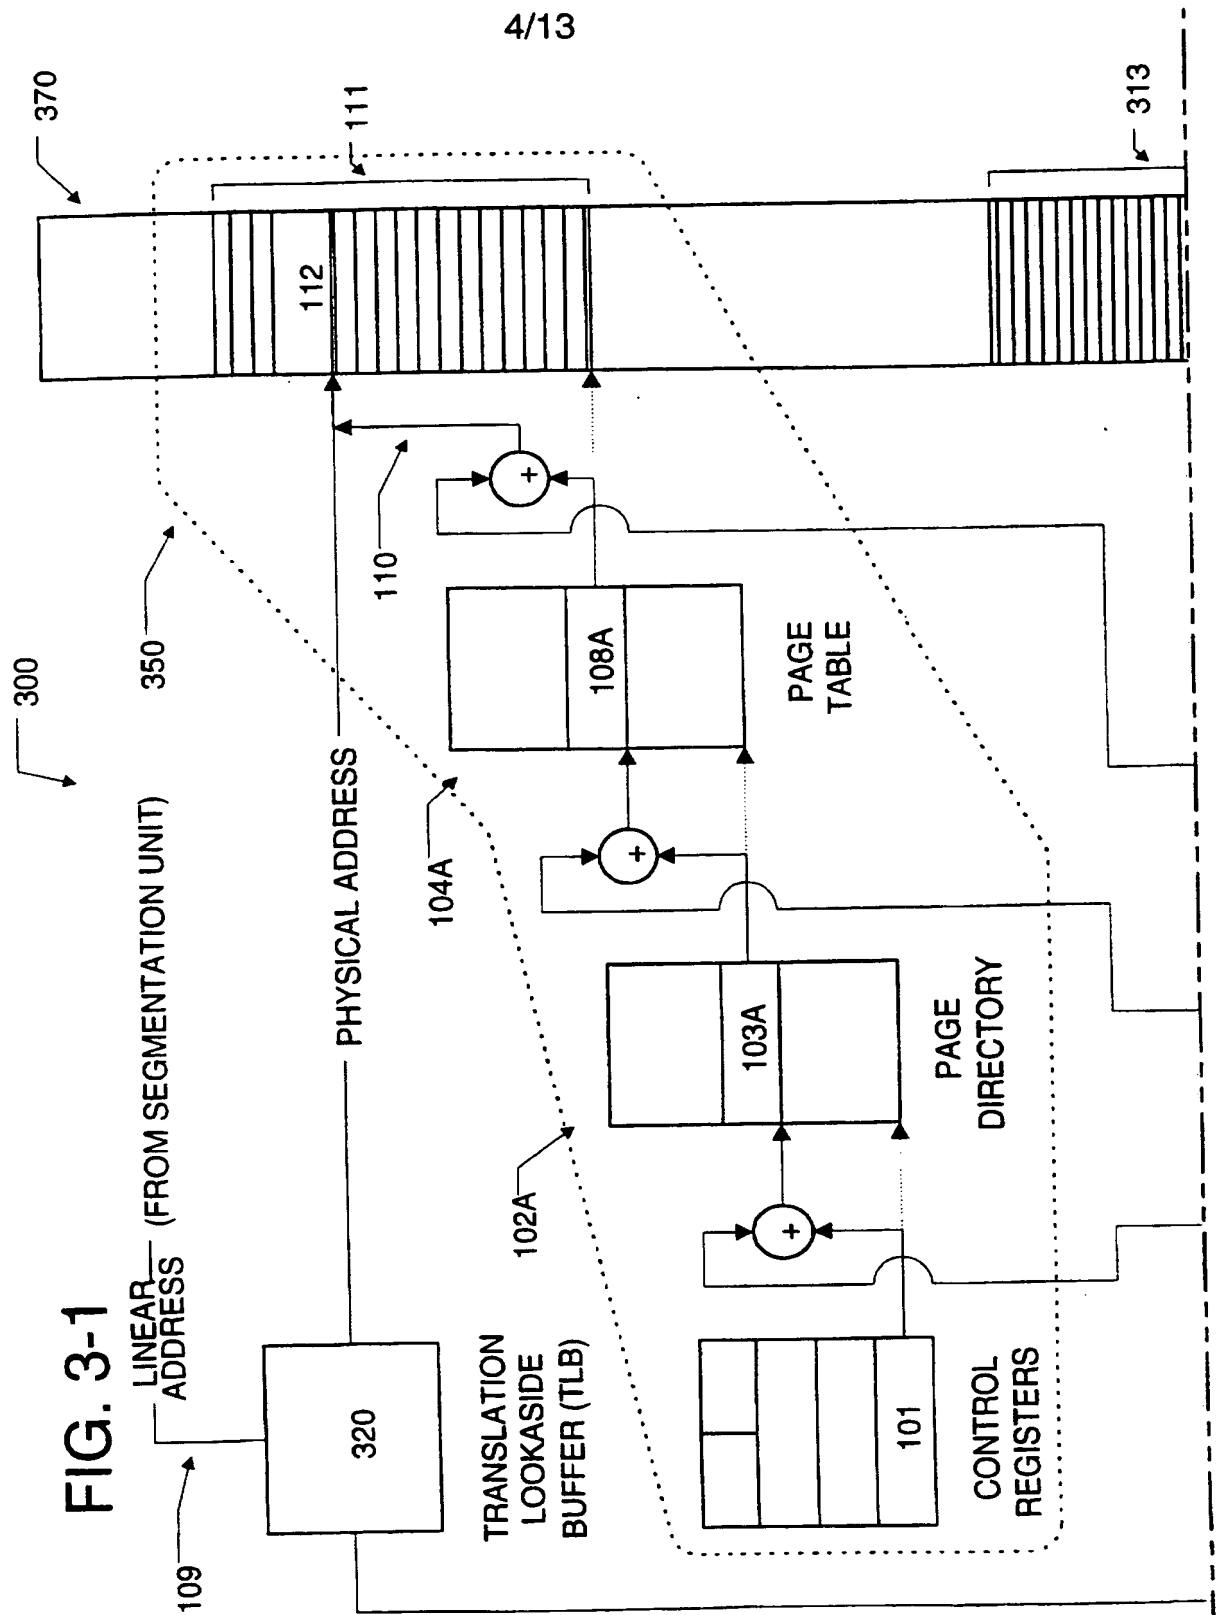 4/13
FIG. 3-1
300
109
LINEAR
ADDRESS
(FROM SEGMENTATION UNIT)
320
TRANSLATION
LOOKASIDE
BUFFER (TLB)
PHYSICAL ADDRESS
350
370
111
112
110
104A
102A
101
CONTROL
REGISTERS
103A
PAGE
DIRECTORY
108A
PAGE
TABLE
313
+
+
+